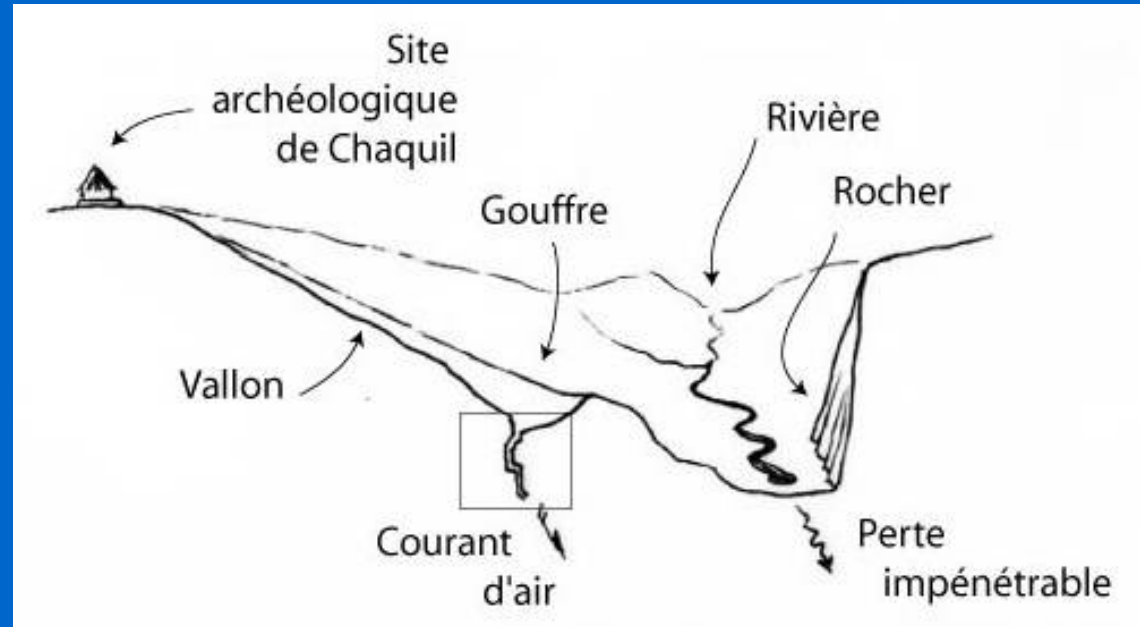 Site
archéologique
de Chaquil
Rivière
Rocher
Gouffre
Vallon
Courant
d'air
Perte
impénétrable